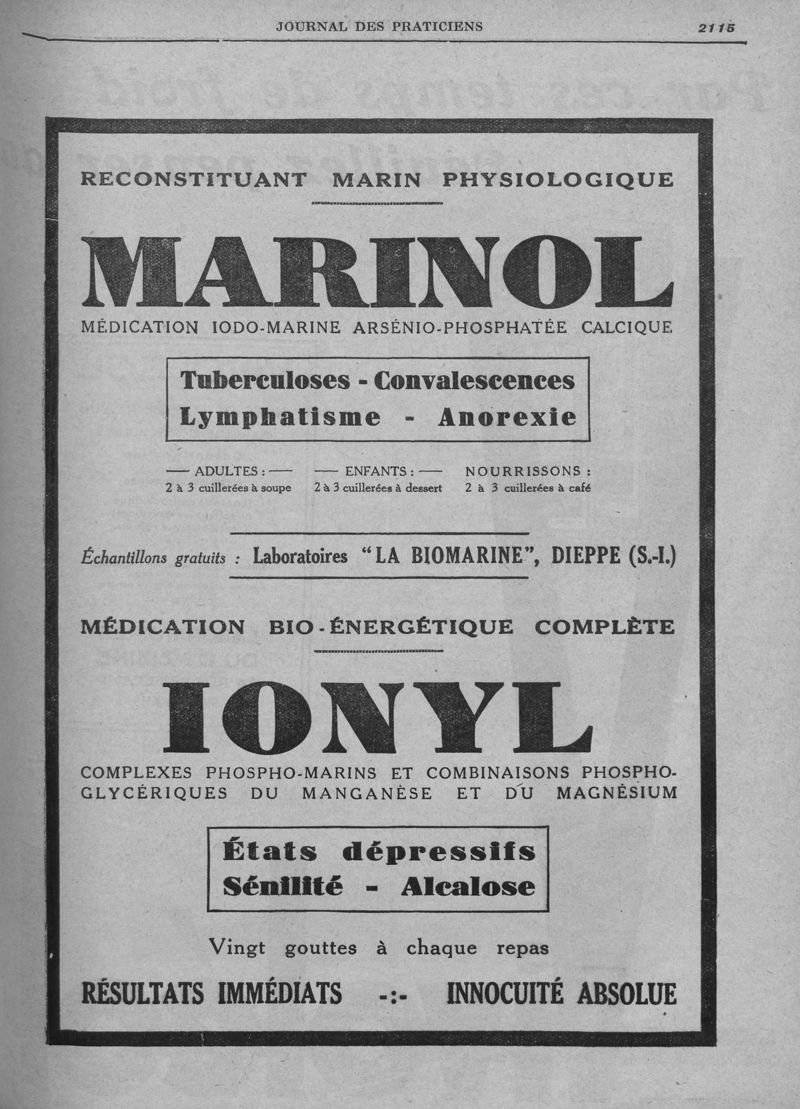 JOURNAL DES PRATICIENS 2115
RECONSTITUANT MARIN PHYSIOLOGIQUE
MARINOL
MÉDICATION IODO-MARINE ARSÉNIO-PHOSPHATÉE CALCIQUE
Tuberculoses - Convalescences
Lymphatisme - Anorexie
— ADULTES : — — ENFANTS : — NOURRISSONS :
2 à 3 cuillerées à soupe 2 à 3 cuillerées à dessert 2 à 3 cuillerées à café
Échantillons gratuits : Laboratoires “LA BIOMARINE”, DIEPPE (S.-I.)
MÉDICATION BIO-ÉNERGÉTIQUE COMPLÈTE
IONYL
COMPLEXES PHOSPHO-MARINS ET COMBINAISONS PHOSPHO-
GLYCÉRIQUES DU MANGANÈSE ET DU MAGNÉSIUM
États dépressifs
Sénilité - Alcalose
Vingt gouttes à chaque repas
RÉSULTATS IMMÉDIATS -:- INNOCUITÉ ABSOLUE